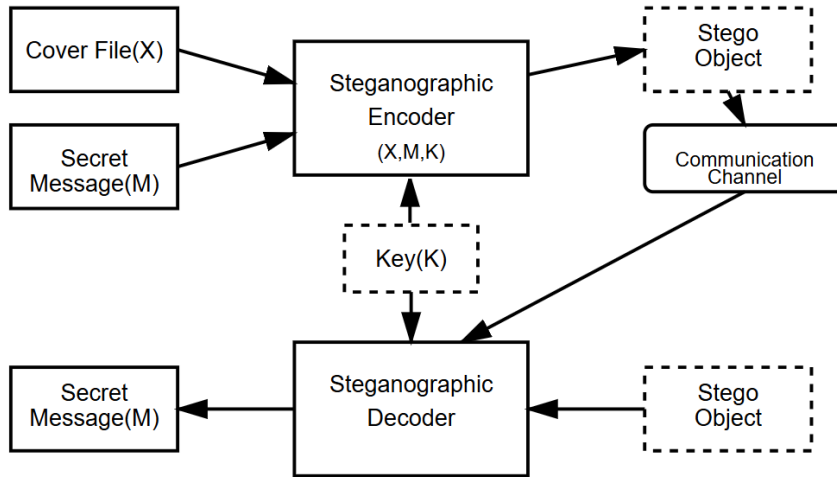 Cover File(X)
Secret
Message(M)
Steganographic
Encoder
(X,M,K)
Stego
Object
Communication
Channel
Key(K)
Secret
Message(M)
Steganographic
Decoder
Stego
Object